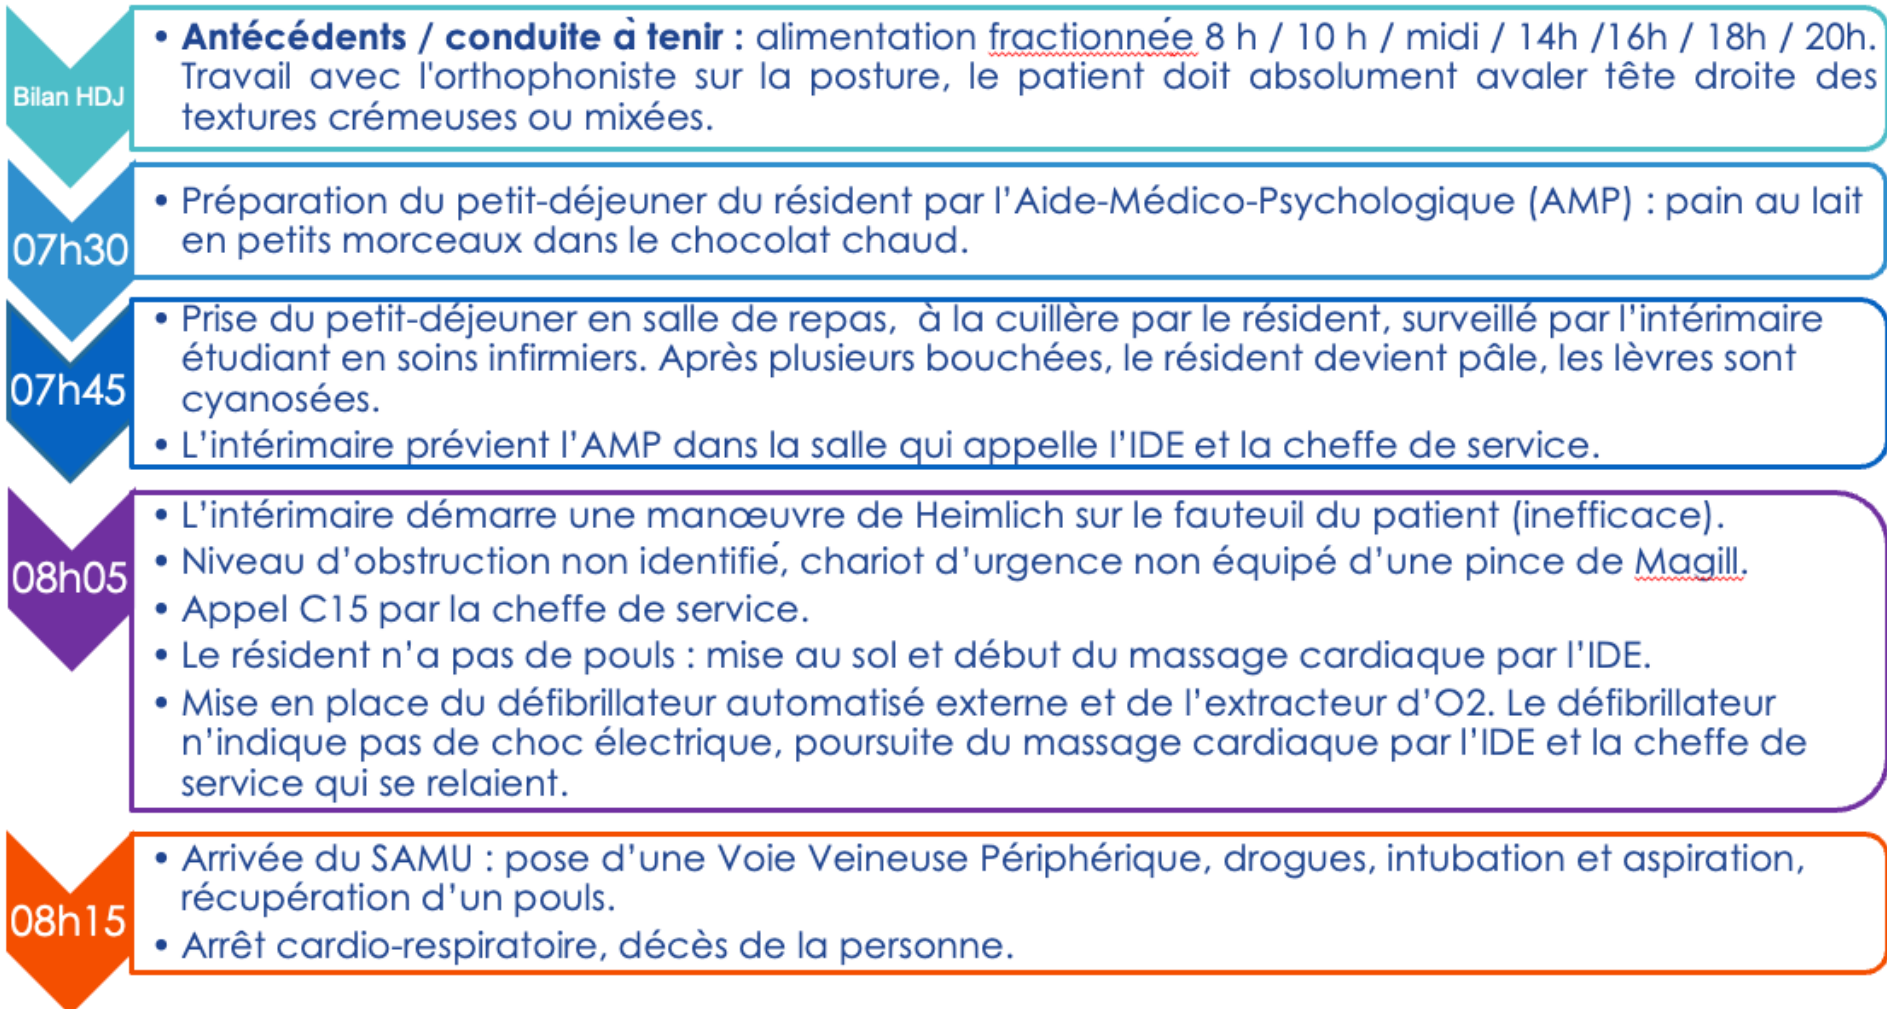 Bilan HDJ
• Antécédents / conduite à tenir : alimentation fractionnée 8 h / 10 h / midi / 14h /16h / 18h / 20h.
Travail avec l'orthophoniste sur la posture, le patient doit absolument avaler tête droite des
textures crémeuses ou mixées.
07h30
• Préparation du petit-déjeuner du résident par l’Aide-Médico-Psychologique (AMP) : pain au lait
en petits morceaux dans le chocolat chaud.
07h45
• Prise du petit-déjeuner en salle de repas, à la cuillère par le résident, surveillé par l’intérimaire
étudiant en soins infirmiers. Après plusieurs bouchées, le résident devient pâle, les lèvres sont
cyanosées.
• L’intérimaire prévient l’AMP dans la salle qui appelle l’IDE et la cheffe de service.
08h05
• L’intérimaire démarre une manœuvre de Heimlich sur le fauteuil du patient (inefficace).
• Niveau d’obstruction non identifié, chariot d’urgence non équipé d’une pince de Magill.
• Appel C15 par la cheffe de service.
• Le résident n’a pas de pouls : mise au sol et début du massage cardiaque par l’IDE.
• Mise en place du défibrillateur automatisé externe et de l’extracteur d’O2. Le défibrillateur
n’indique pas de choc électrique, poursuite du massage cardiaque par l’IDE et la cheffe de
service qui se relaient.
08h15
• Arrivée du SAMU : pose d’une Voie Veineuse Périphérique, drogues, intubation et aspiration,
récupération d’un pouls.
• Arrêt cardio-respiratoire, décès de la personne.